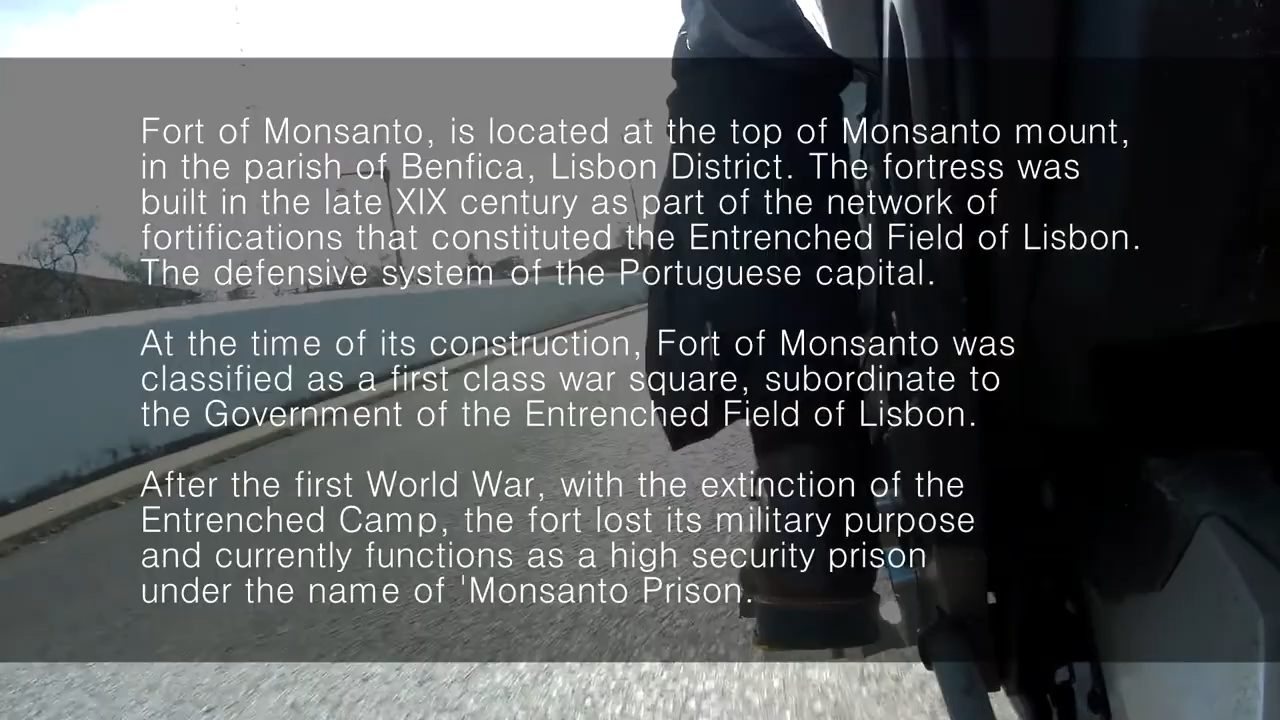 Fort of Monsanto, is located at the top of Monsanto mount,
in the parish of Benfica, Lisbon District. The fortress was
built in the late XIX century as part of the network of
fortifications that constituted the Entrenched Field of Lisbon.
The defensive system of the Portuguese capital.
At the time of its construction, Fort of Monsanto was
classified as a first class war square, subordinate to
the Government of the Entrenched Field of Lisbon.
After the first World War, with the extinction of the
Entrenched Camp, the fort lost its military purpose
and currently functions as a high security prison
under the name of 'Monsanto Prison.